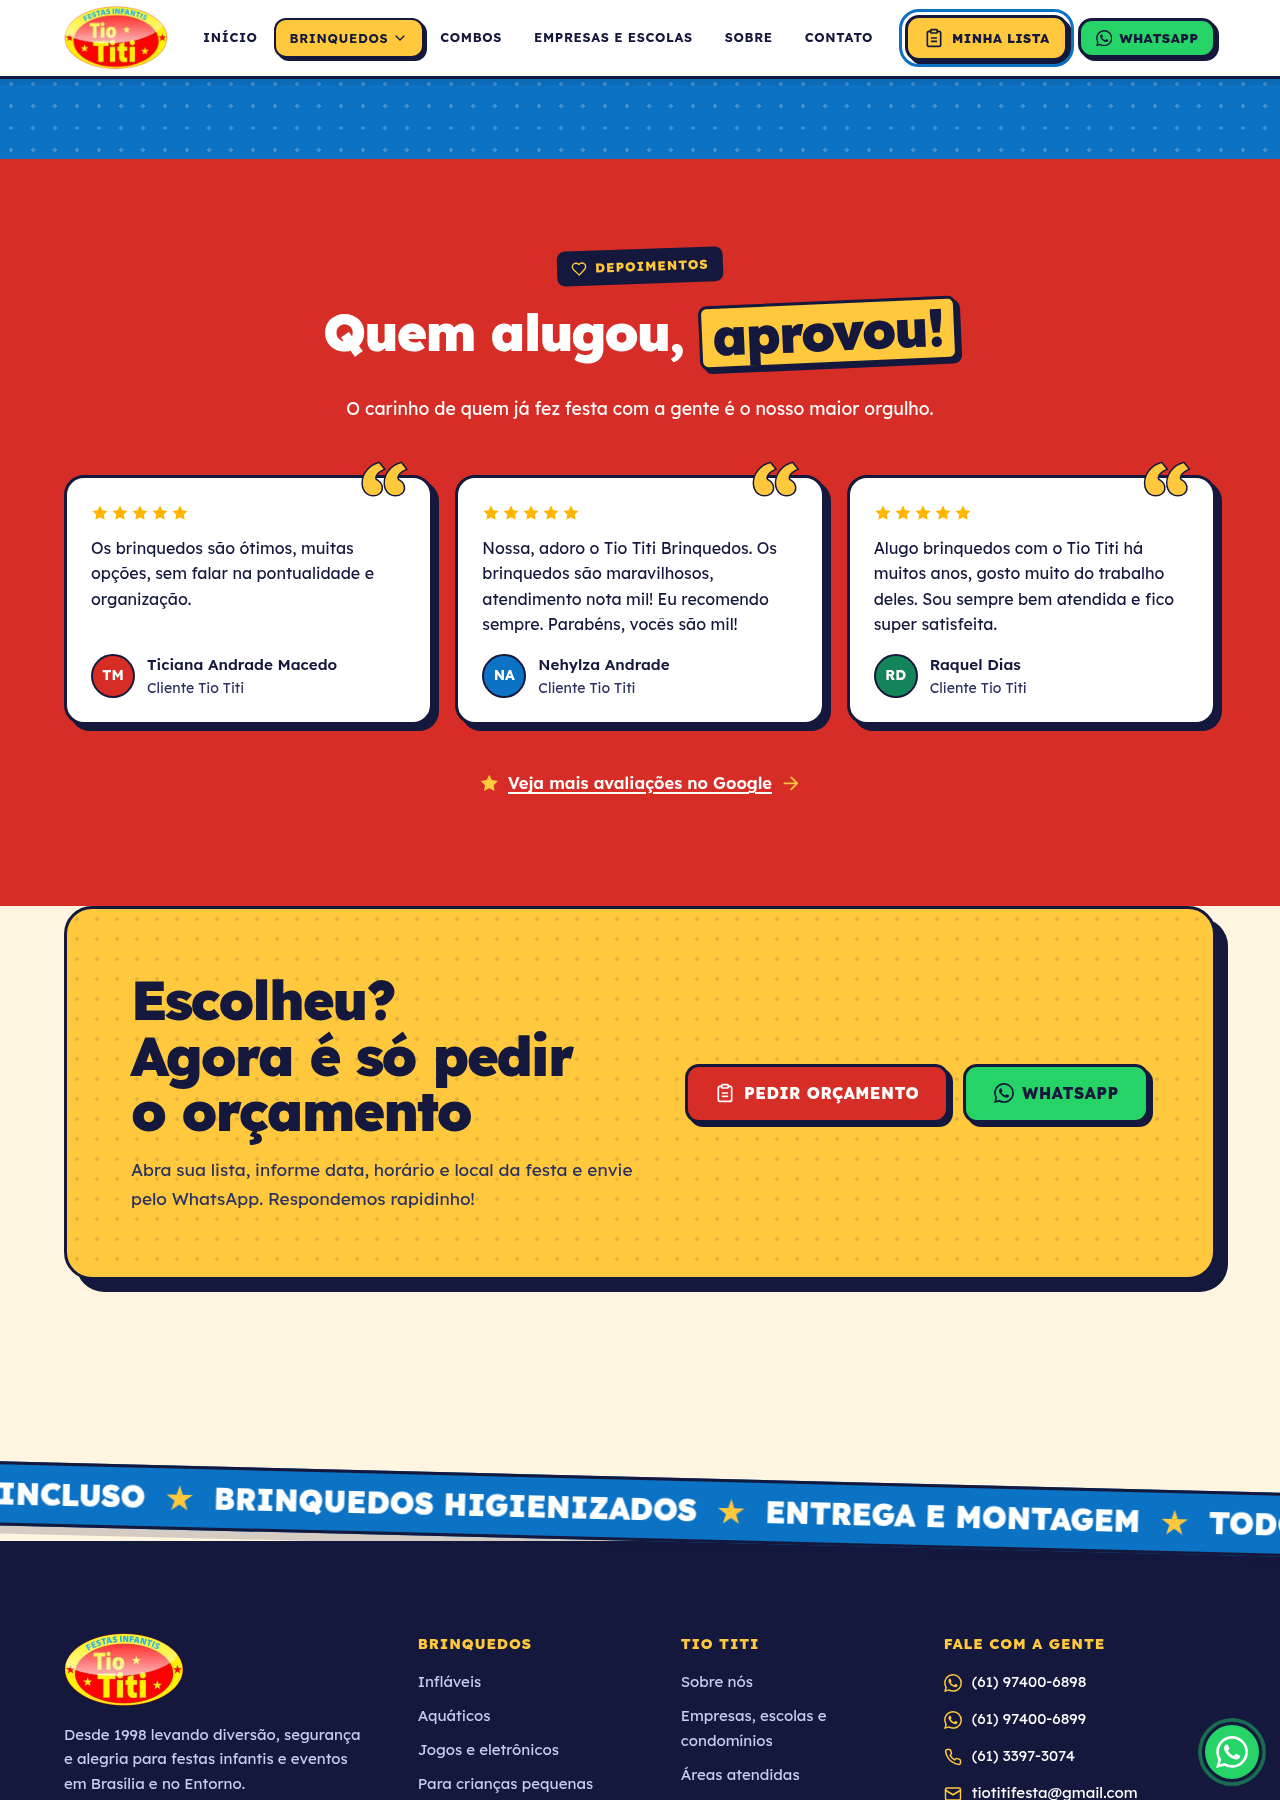 FESTAS INFANTIS
Tio
Titi
INÍCIO
BRINQUEDOS
COMBOS
EMPRESAS E ESCOLAS
SOBRE
CONTATO
MINHA LISTA
WHATSAPP
DEPOIMENTOS
Quem alugou, aprovou!
O carinho de quem já fez festa com a gente é o nosso maior orgulho.
“
Os brinquedos são ótimos, muitas
opções, sem falar na pontualidade e
organização.
TM
Ticiana Andrade Macedo
Cliente Tio Titi
“
Nossa, adoro o Tio Titi Brinquedos. Os
brinquedos são maravilhosos,
atendimento nota mil! Eu recomendo
sempre. Parabéns, vocês são mil!
NA
Nehylza Andrade
Cliente Tio Titi
“
Alugo brinquedos com o Tio Titi há
muitos anos, gosto muito do trabalho
deles. Sou sempre bem atendida e fico
super satisfeita.
RD
Raquel Dias
Cliente Tio Titi
Veja mais avaliações no Google
Escolheu?
Agora é só pedir
o orçamento
Abra sua lista, informe data, horário e local da festa e envie
pelo WhatsApp. Respondemos rapidinho!
PEDIR ORÇAMENTO
WHATSAPP
INCLUSO ★ BRINQUEDOS HIGIENIZADOS ★ ENTREGA E MONTAGEM ★ TODO
FESTAS INFANTIS
Tio
Titi
Desde 1998 levando diversão, segurança
e alegria para festas infantis e eventos
em Brasília e no Entorno.
BRINQUEDOS
Infláveis
Aquáticos
Jogos e eletrônicos
Para crianças pequenas
TIO TITI
Sobre nós
Empresas, escolas e
condomínios
Áreas atendidas
FALE COM A GENTE
(61) 97400-6898
(61) 97400-6899
(61) 3397-3074
tiotitifesta@gmail.com